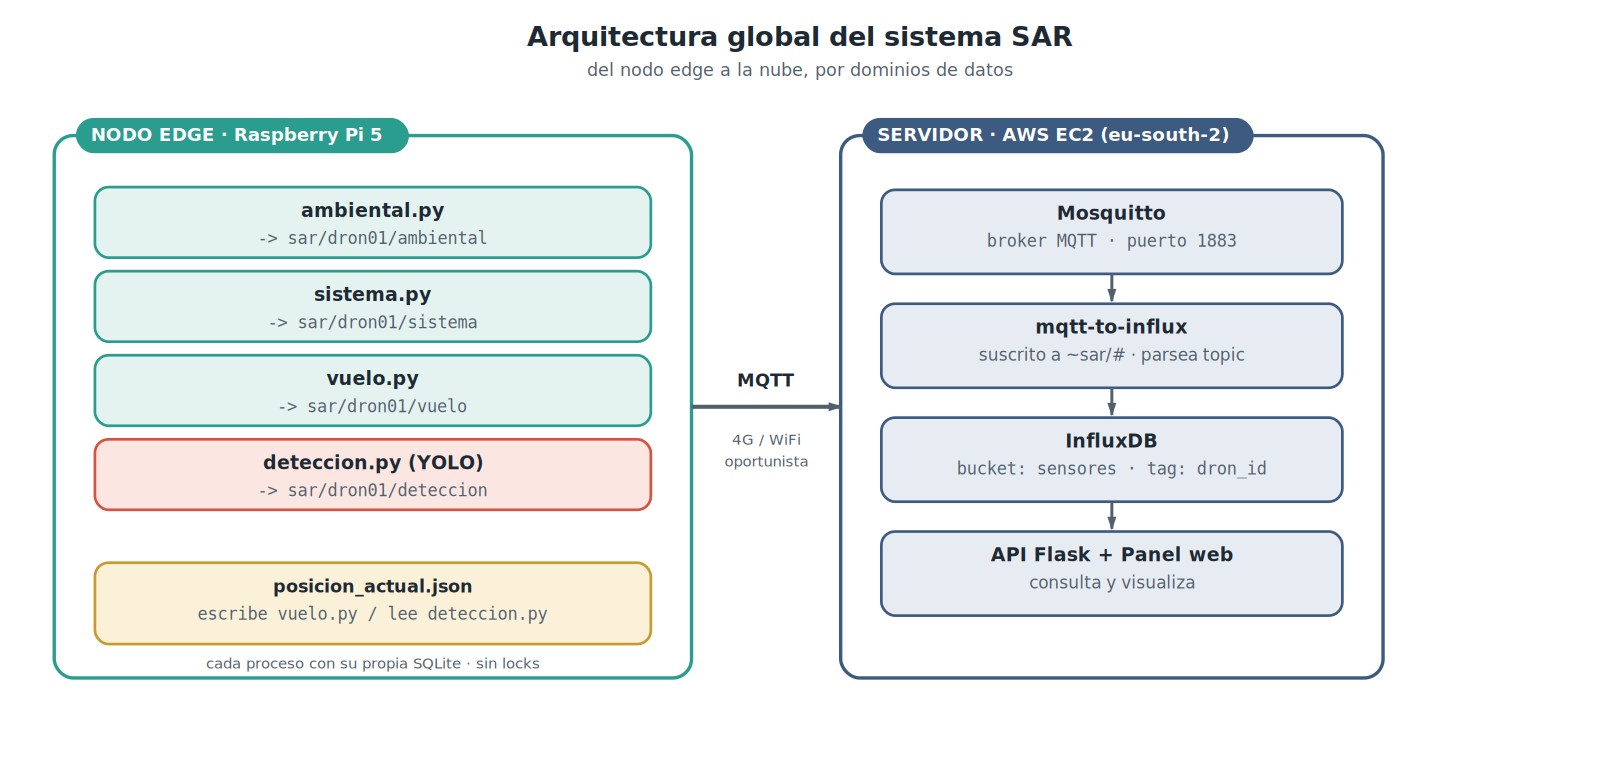 Arquitectura global del sistema SAR
del nodo edge a la nube, por dominios de datos
NODO EDGE · Raspberry Pi 5
ambiental.py
-> sar/dron01/ambiental
sistema.py
-> sar/dron01/sistema
vuelo.py
-> sar/dron01/vuelo
deteccion.py (YOLO)
-> sar/dron01/deteccion
posicion_actual.json
escribe vuelo.py / lee deteccion.py
cada proceso con su propia SQLite · sin locks
MQTT
4G / WiFi
oportunista
SERVIDOR · AWS EC2 (eu-south-2)
Mosquitto
broker MQTT · puerto 1883
mqtt-to-influx
suscrito a ~sar/# · parsea topic
InfluxDB
bucket: sensores · tag: dron_id
API Flask + Panel web
consulta y visualiza